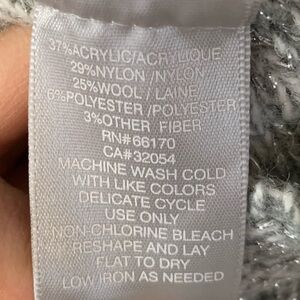 37%ACRYLIC/ACRYLIQUE
29%NYLON/NYLON
25%WOOL/LAINE
6%POLYESTER/POLYESTER
3%OTHER FIBER
RN#66170
CA#32054
MACHINE WASH COLD
WITH LIKE COLORS
DELICATE CYCLE
USE ONLY
NON-CHLORINE BLEACH
RESHAPE AND LAY
FLAT TO DRY
LOW IRON AS NEEDED